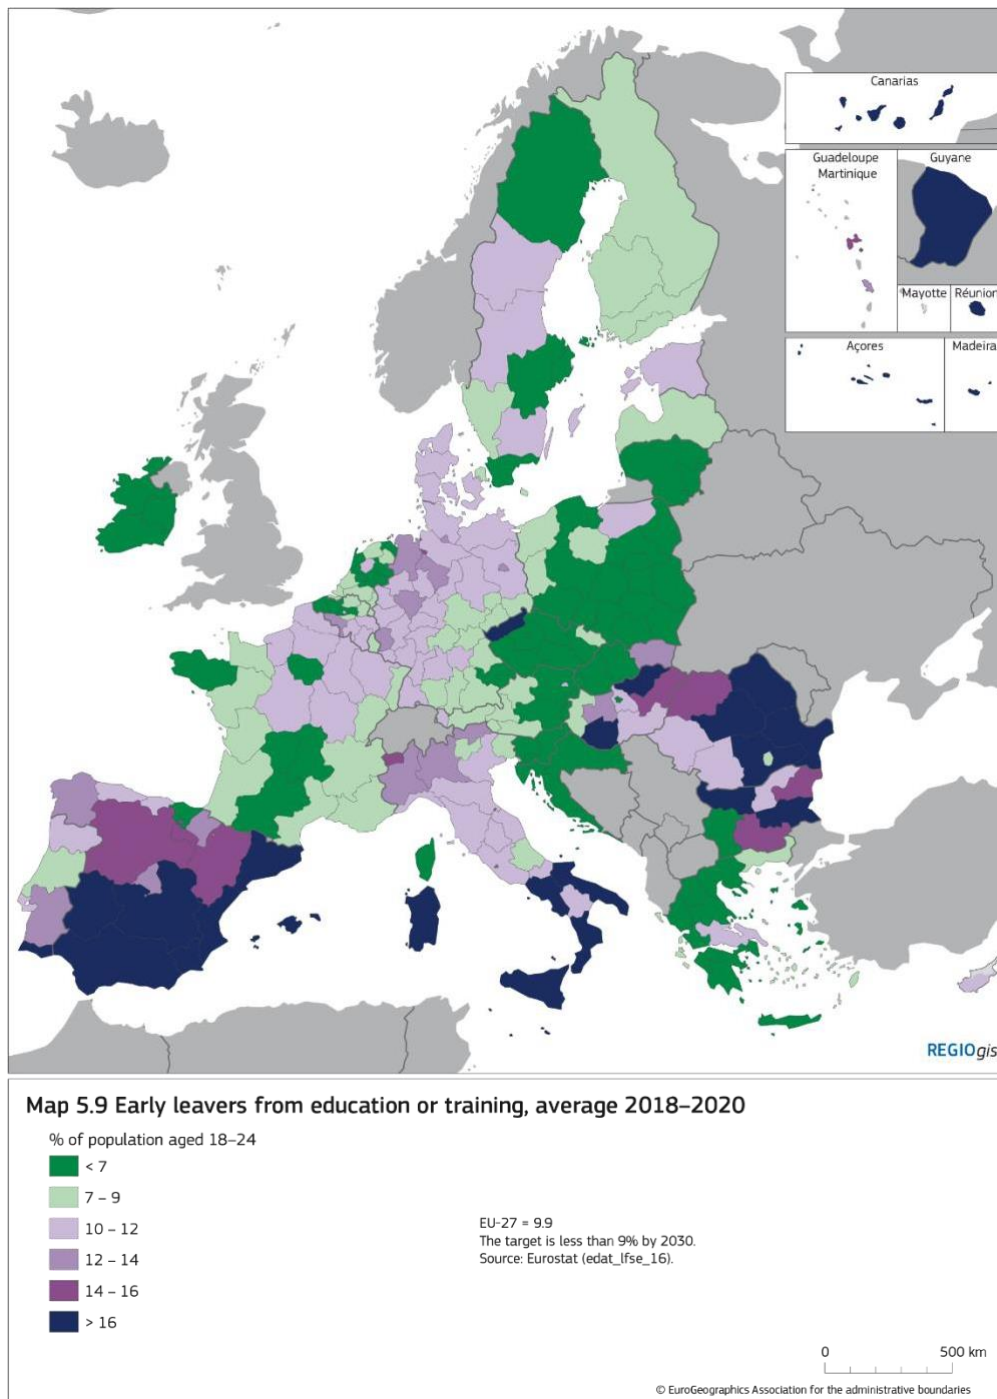 Canarias
Guadeloupe
Martinique
Guyane
Mayotte
Réunion
Açores
Madeira
REGIOgis
Map 5.9 Early leavers from education or training, average 2018–2020
% of population aged 18–24
< 7
7 – 9
10 – 12
12 – 14
14 – 16
> 16
EU-27 = 9.9
The target is less than 9% by 2030.
Source: Eurostat (edat_lfse_16).
0 500 km
© EuroGeographics Association for the administrative boundaries